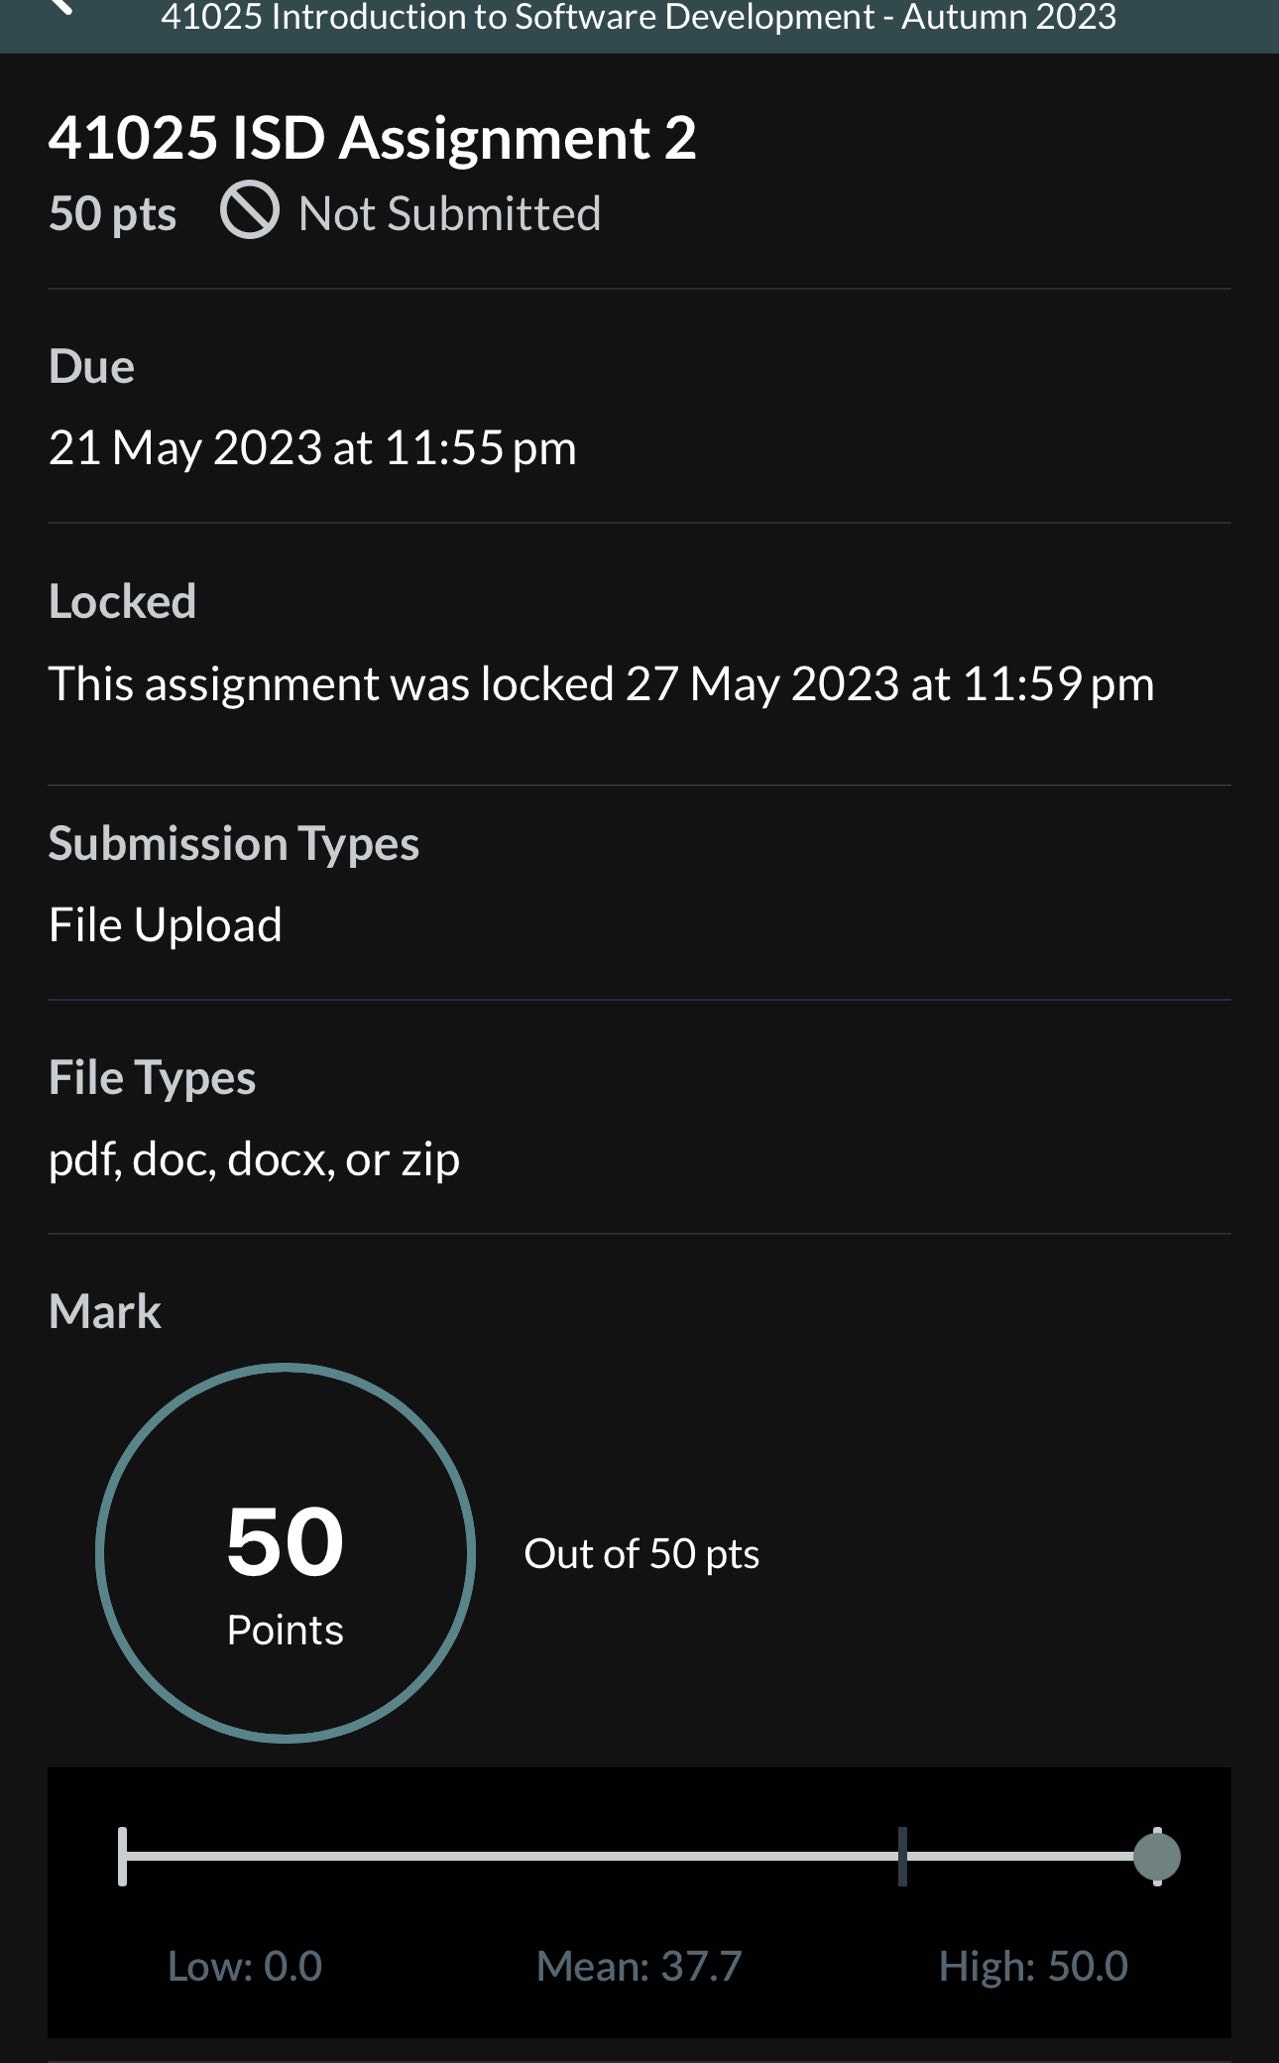 41025 Introduction to Software Development - Autumn 2023
41025 ISD Assignment 2
50 pts Not Submitted
Due
21 May 2023 at 11:55 pm
Locked
This assignment was locked 27 May 2023 at 11:59 pm
Submission Types
File Upload
File Types
pdf, doc, docx, or zip
Mark
50
Points
Out of 50 pts
Low: 0.0 Mean: 37.7 High: 50.0